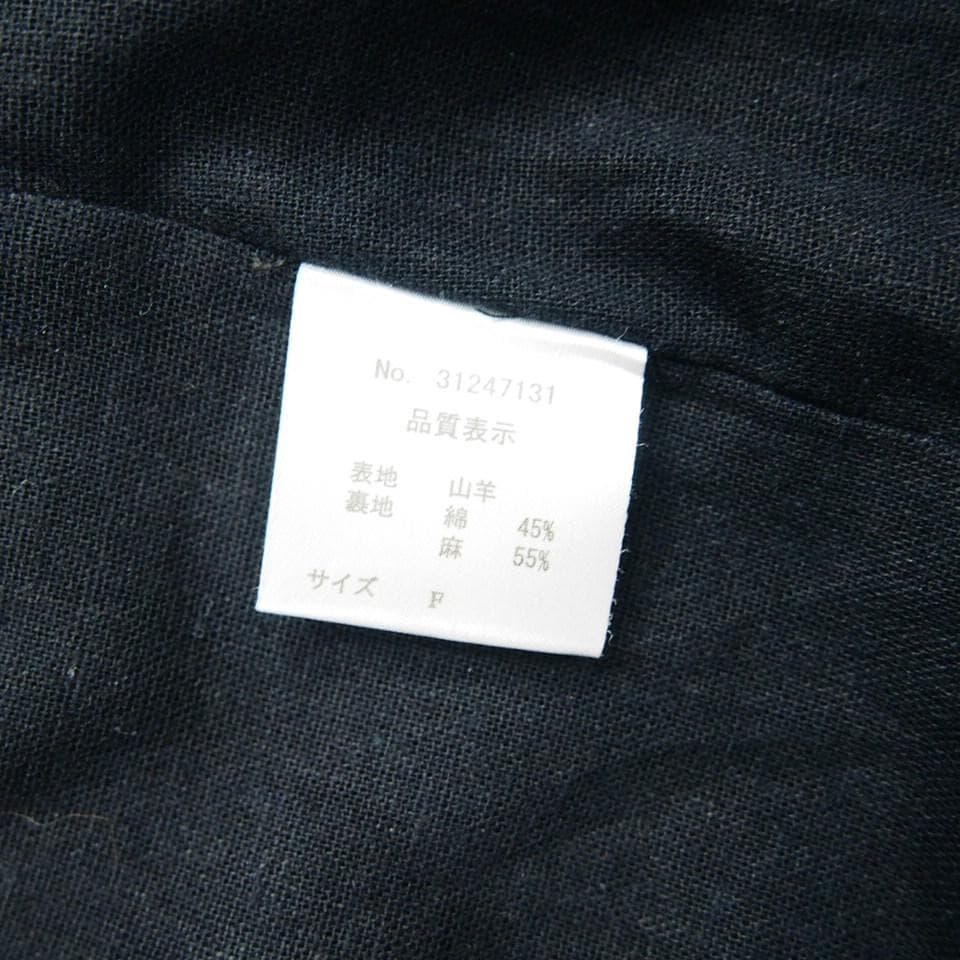 No. 31247131
品質表示
表地 山羊
裏地 綿 45%
麻 55%
サイズ F